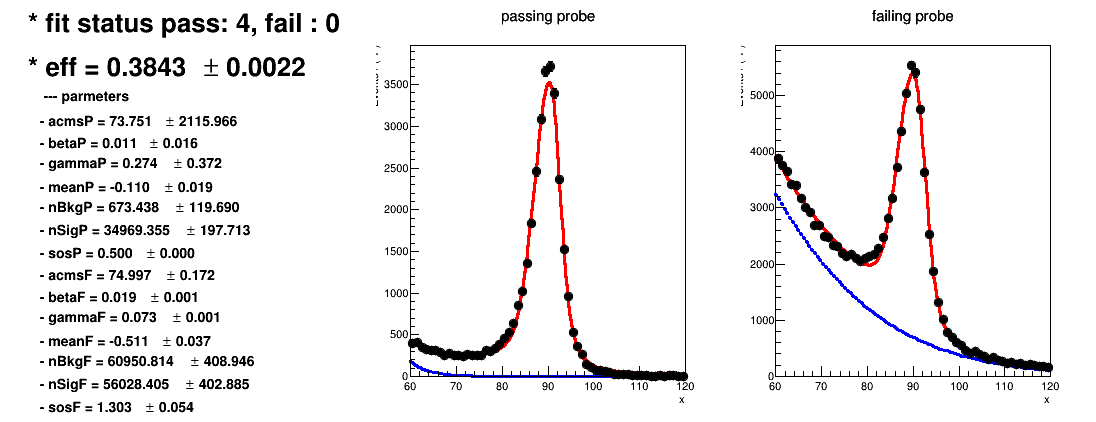 * fit status pass: 4, fail : 0
* eff = 0.3843 ± 0.0022
--- parmeters
- acmsP = 73.751 ± 2115.966
- betaP = 0.011 ± 0.016
- gammaP = 0.274 ± 0.372
- meanP = -0.110 ± 0.019
- nBkgP = 673.438 ± 119.690
- nSigP = 34969.355 ± 197.713
- sosP = 0.500 ± 0.000
- acmsF = 74.997 ± 0.172
- betaF = 0.019 ± 0.001
- gammaF = 0.073 ± 0.001
- meanF = -0.511 ± 0.037
- nBkgF = 60950.814 ± 408.946
- nSigF = 56028.405 ± 402.885
- sosF = 1.303 ± 0.054
passing probe
3500
3000
2500
2000
1500
1000
500
0
60 70 80 90 100 110 120
x
failing probe
5000
4000
3000
2000
1000
0
60 70 80 90 100 110 120
x